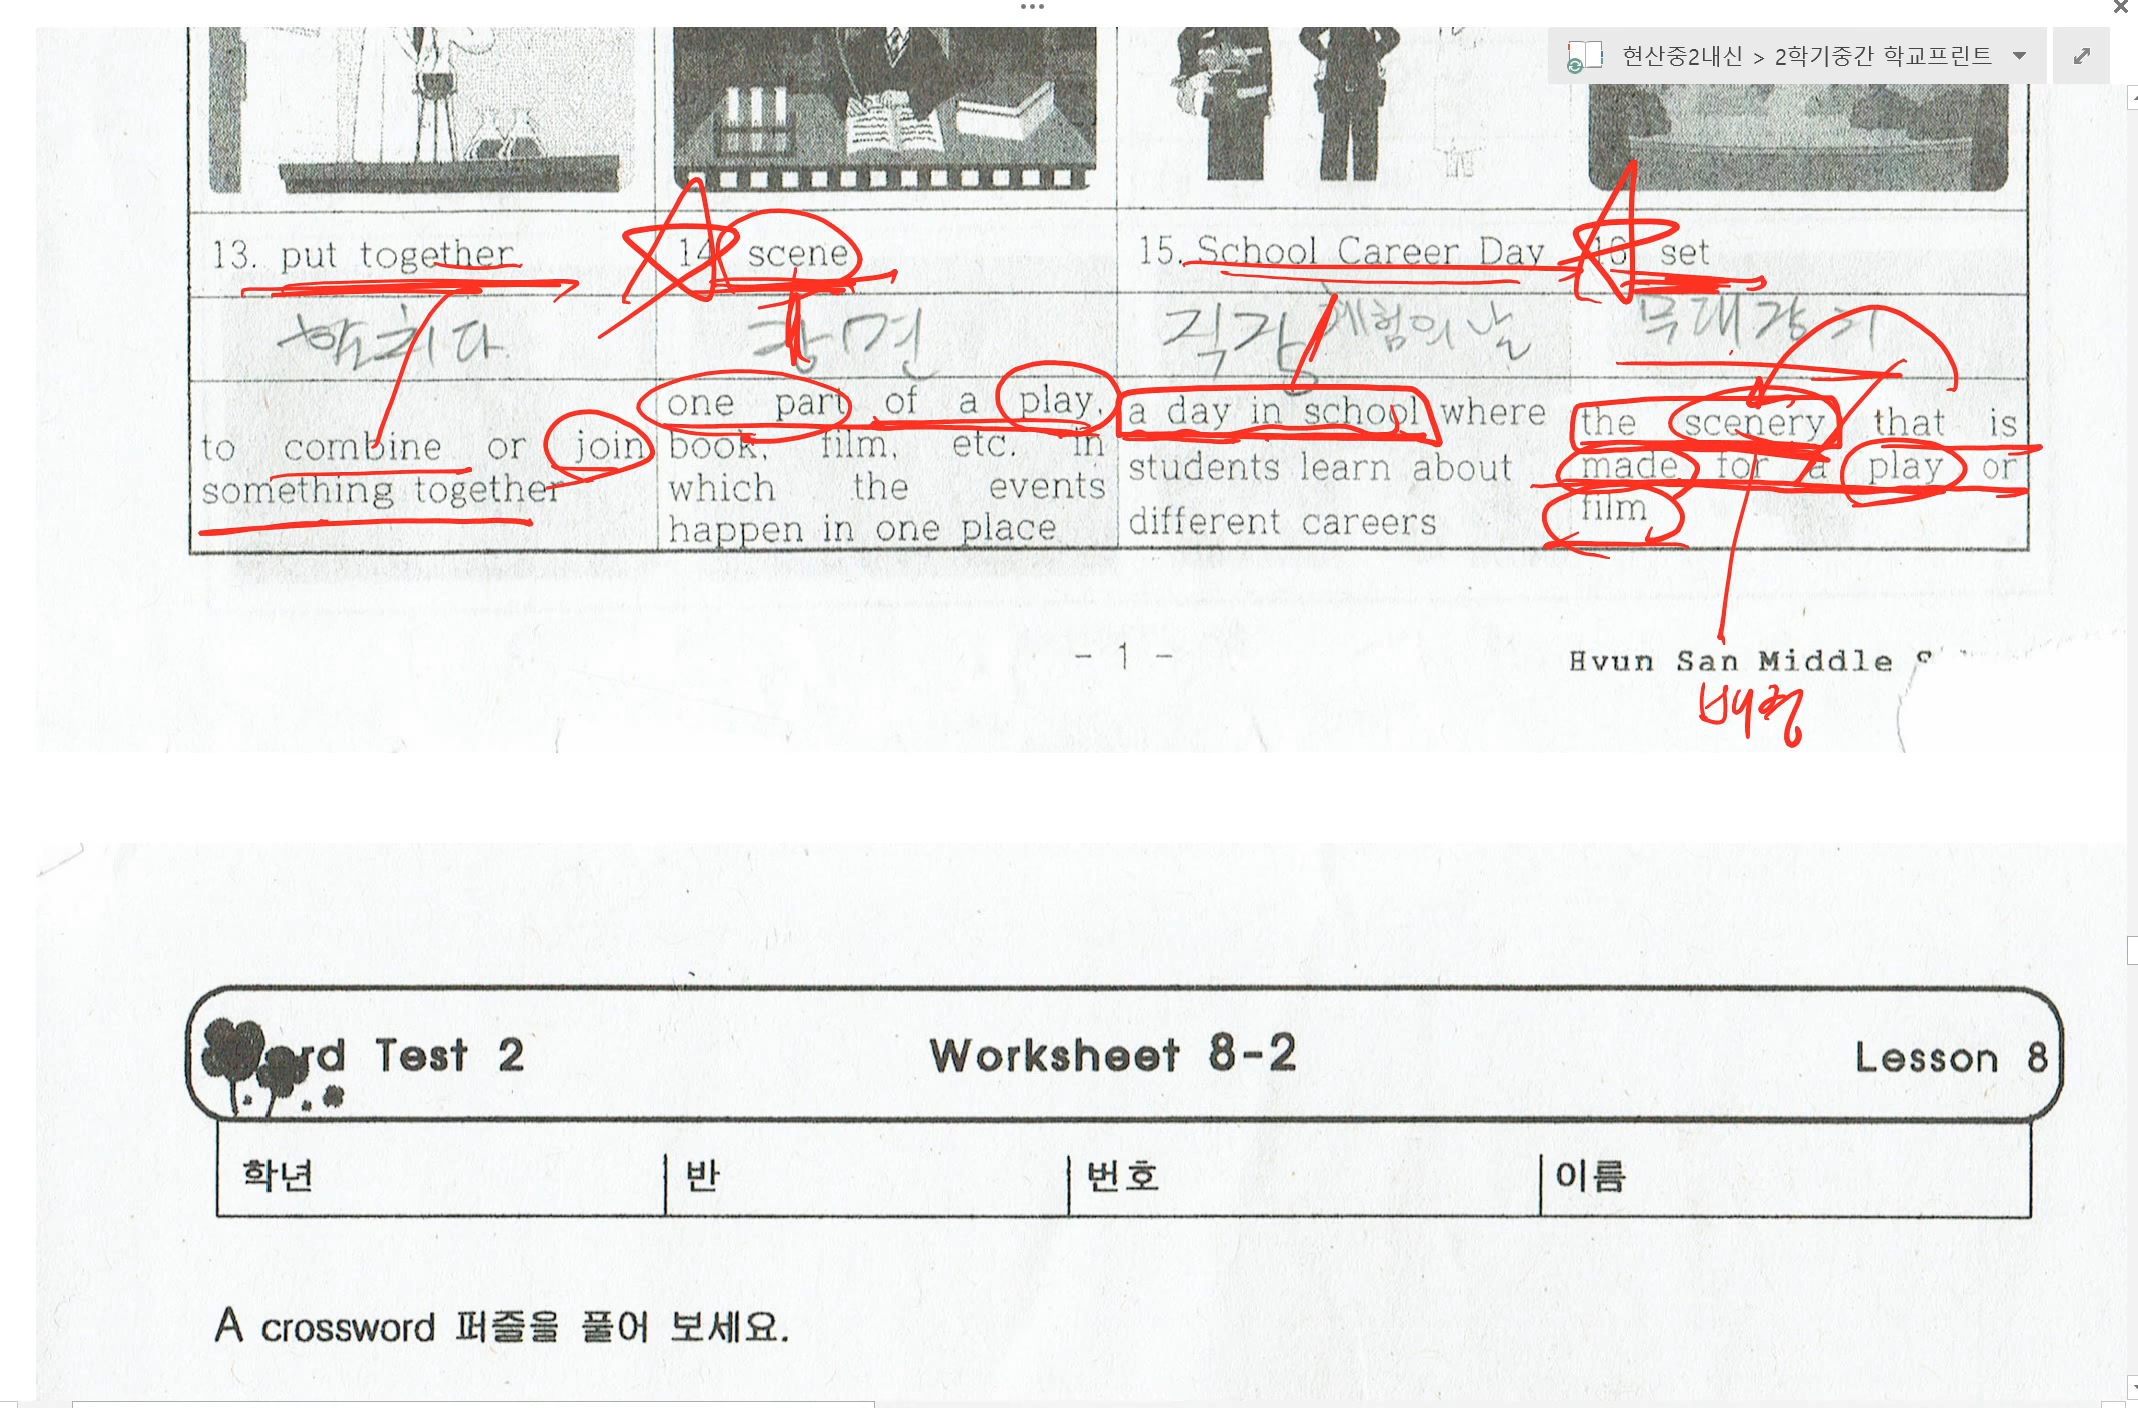 현산중2내신 > 2학기중간 학교프린트
13. put together
14 scene
15. School Career Day
16 set
합치다
장면
직장 체험의 날
무대장치
to combine or join
something together
one part of a play,
book, film, etc. in
which the events
happen in one place
a day in school where
students learn about
different careers
the scenery that is
made for a play or
film
- 1 -
Hyun San Middle
배경
Test 2
Worksheet 8-2
Lesson 8
학년
반
번호
이름
A crossword 퍼즐을 풀어 보세요.